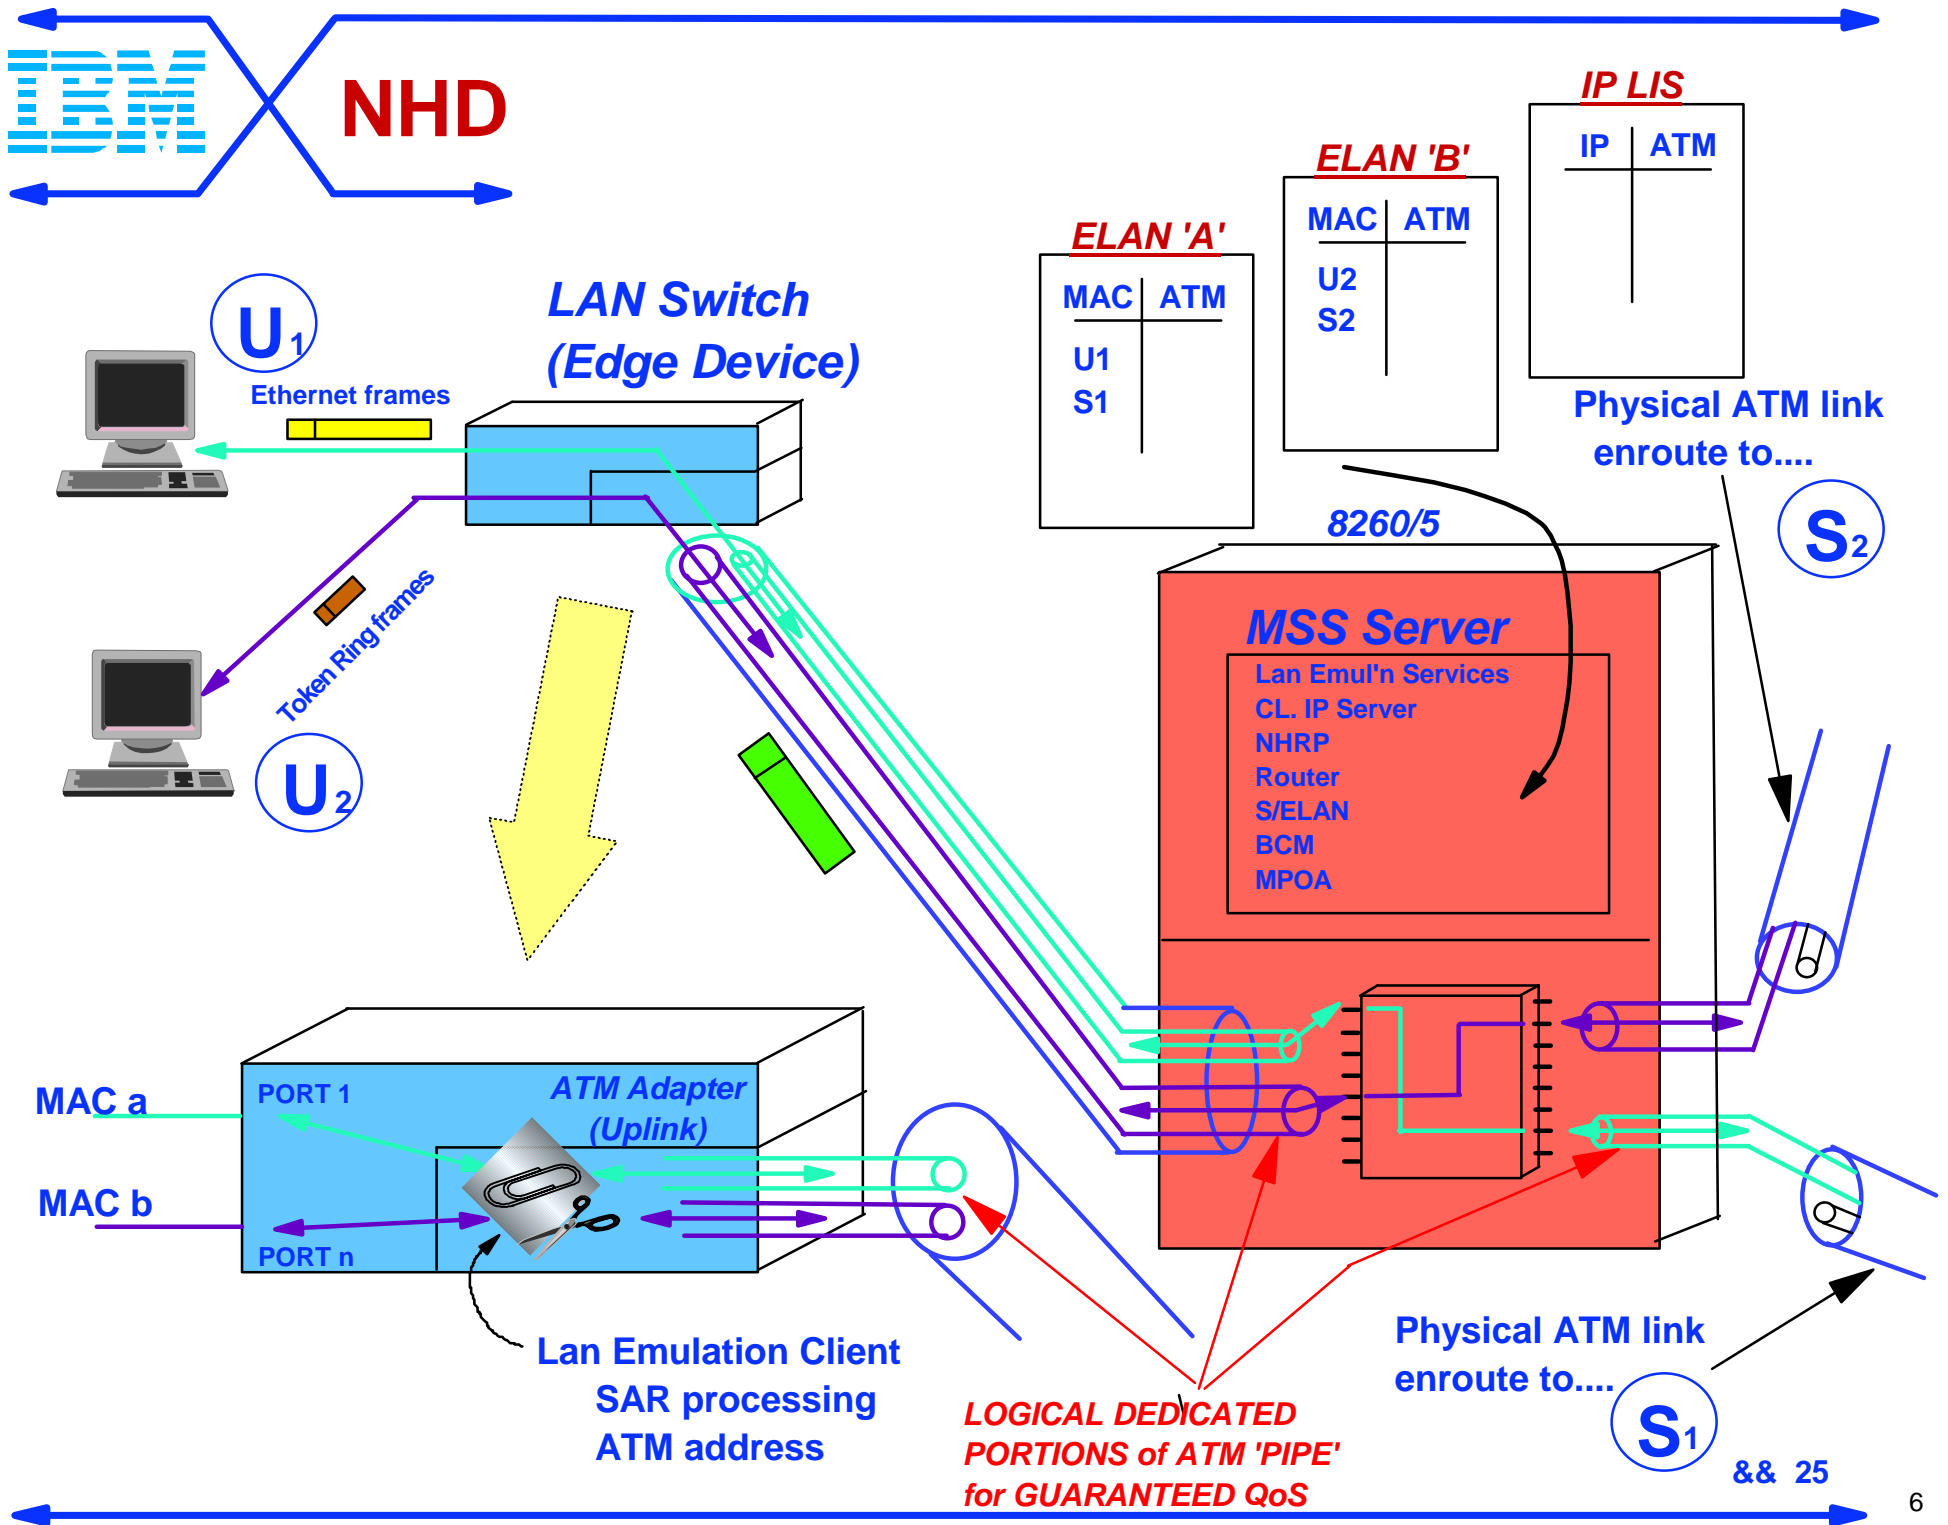 IBM
NHD
IP LIS
IP ATM
ELAN 'B'
MAC ATM
U2
S2
ELAN 'A'
MAC ATM
U1
S1
U1
Ethernet frames
LAN Switch
(Edge Device)
Physical ATM link
enroute to....
S2
8260/5
Token Ring frames
U2
MSS Server
Lan Emul'n Services
CL. IP Server
NHRP
Router
S/ELAN
BCM
MPOA
MAC a
PORT 1
ATM Adapter
(Uplink)
MAC b
PORT n
Lan Emulation Client
SAR processing
ATM address
LOGICAL DEDICATED
PORTIONS of ATM 'PIPE'
for GUARANTEED QoS
Physical ATM link
enroute to....
S1
&& 25
6